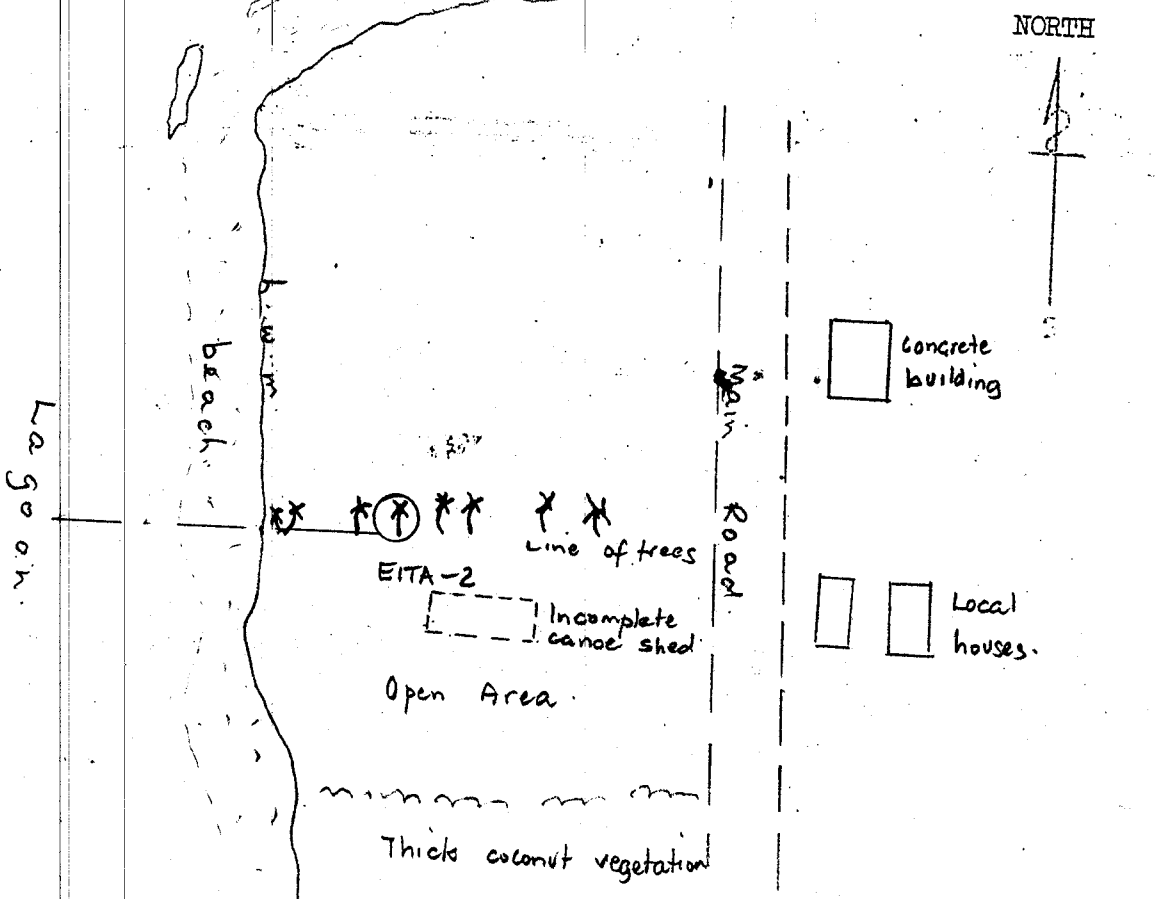 NORTH
S
h.w.m.
beach.
Lagoon.
Main
Road.
Concrete
building
Line of trees
EITA-2
Incomplete
canoe shed
Local
houses.
Open Area.
Thick coconut vegetation